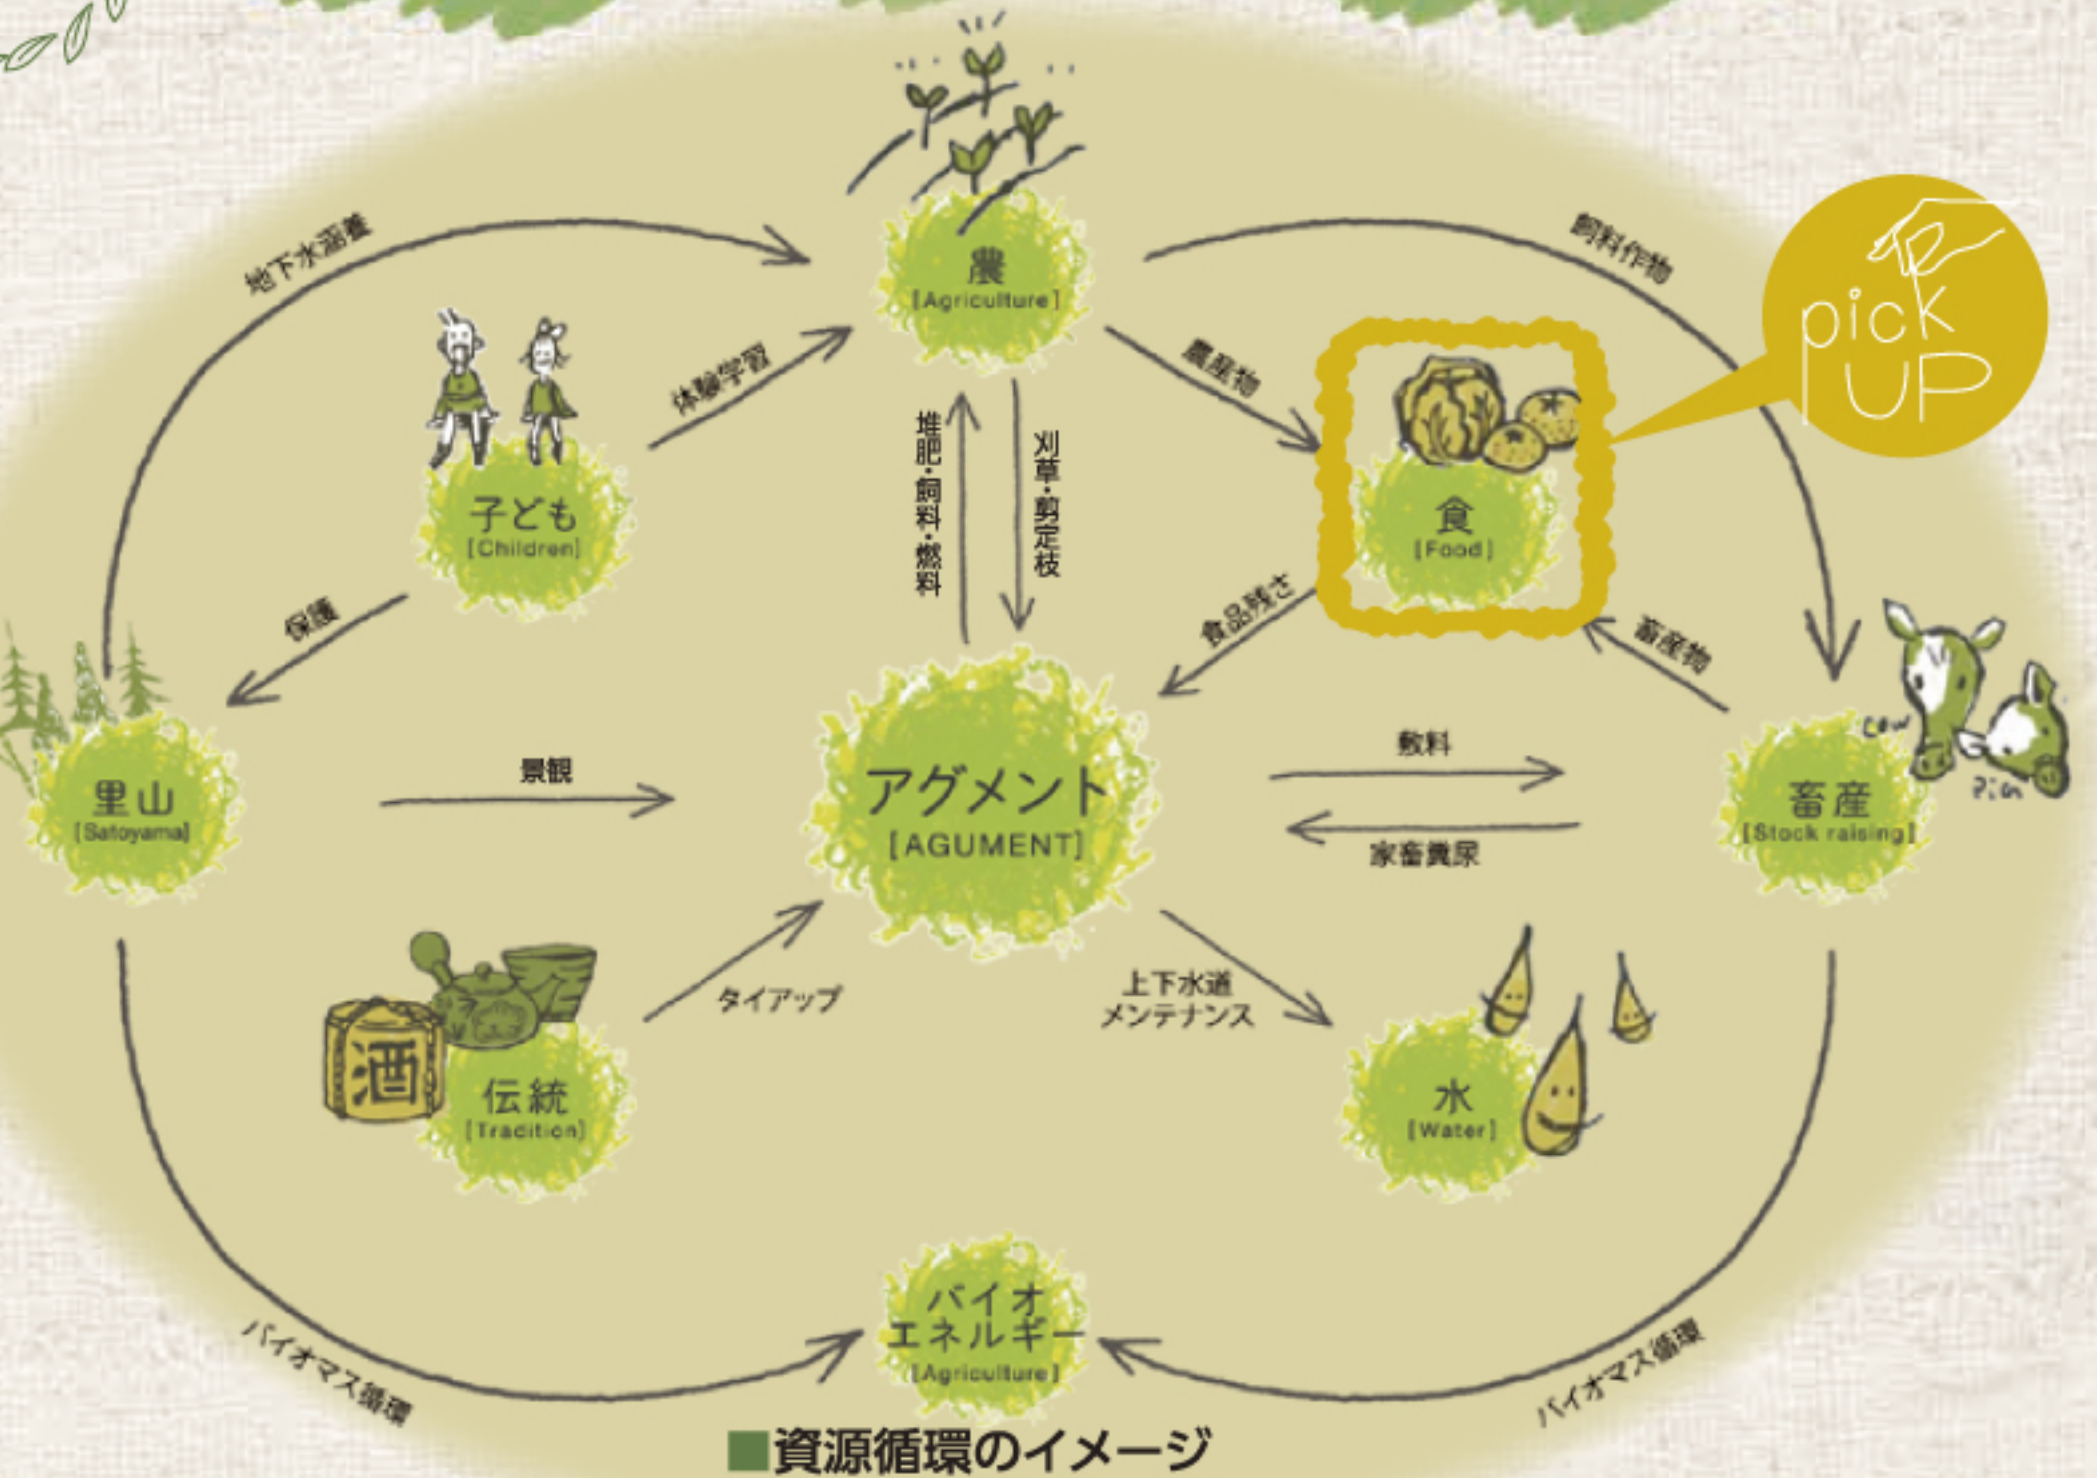 農
[Agriculture]
地下水涵養
飼料作物
pick
UP
体験学習
農産物
子ども
[Children]
堆肥・飼料・燃料
刈草・剪定枝
食
[Food]
保護
食品残さ
畜産物
里山
[Satoyama]
景観
アグメント
[AGUMENT]
敷料
家畜糞尿
cow
pig
畜産
[Stock raising]
タイアップ
上下水道
メンテナンス
酒
伝統
[Tradition]
水
[Water]
バイオ
エネルギー
[Agriculture]
バイオマス循環
バイオマス循環
■資源循環のイメージ